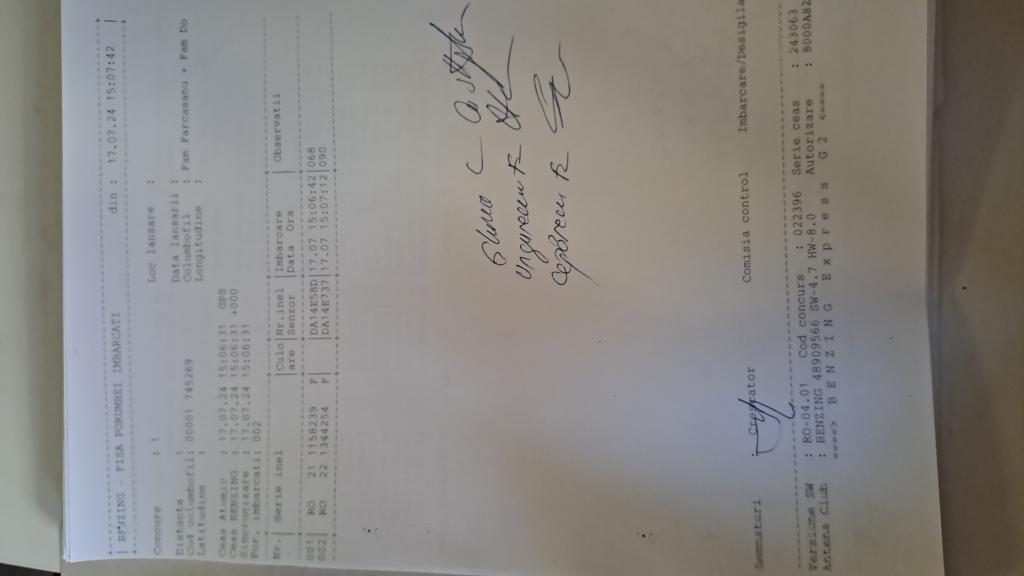 BENZING - FISA PORUMBEI IMBARCATI din : 17.07.24 15:07:42
Concurs : 1 Loc lansare :
Distanta : Data lansarii :
Cod columbofil: 00001 745269 Columbofil : Fam Farcasanu + Fam Do
Latitudine : Longitudine :
Ceas Atomic : 17.07.24 15:06:31 GPS
Ceas BENZING : 17.07.24 15:06:31 +000
Sincronizare : 17.07.24 15:06:31
Por. imbarcati: 002
Nr.| Serie inel |Culo|Nr.inel |Imbarcare |Observatii
are |Senzor |Data Ora
001| RO 21 1158239 F| |DA14E58D|17.07 15:06:42|068
002| RO 22 1344254 F| |DA14E737|17.07 15:07:12|090
Ungureanu R
Semnaturi : Crescator Comisia control Imbarcare/Desigila
Versiune SW : RO-04.01 Cod concurs : 022396 Serie ceas : 243063
Antena Club : BENZING 48909566 SW-4.7 HW-8.0 Autorizare : 8000A82
====> B E N Z I N G E x p r e s s G 2 <====